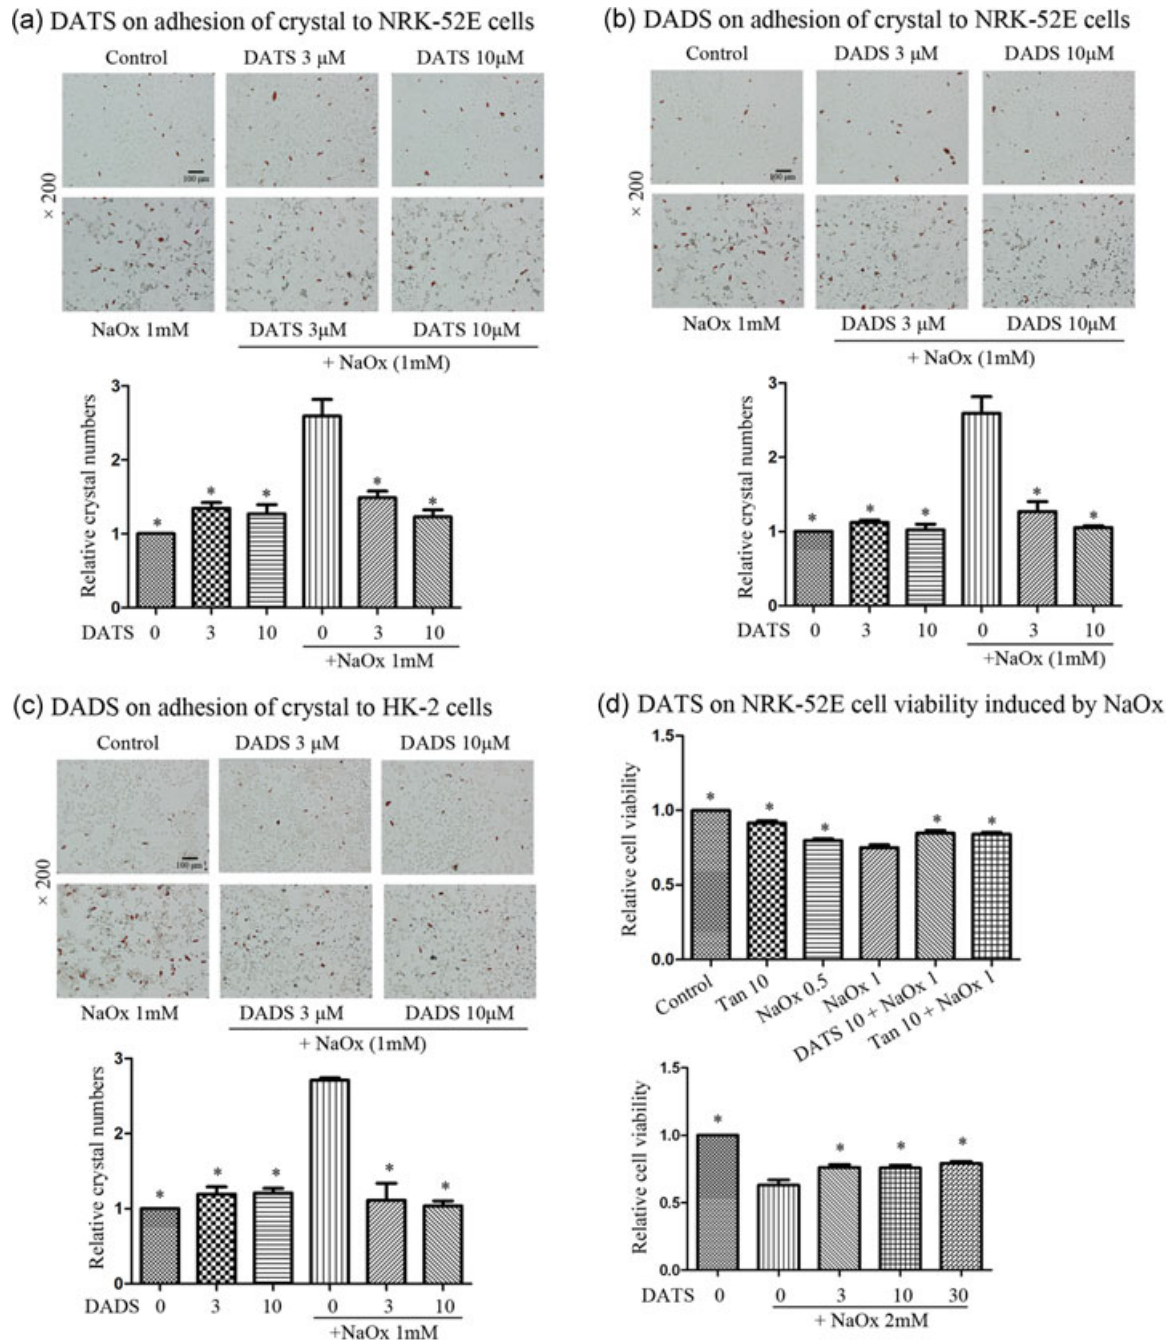 (a) DATS on adhesion of crystal to NRK-52E cells
Control DATS 3 μM DATS 10μM
× 200
100 μm
NaOx 1mM DATS 3μM DATS 10μM
+ NaOx (1mM)
Relative crystal numbers
3
2
1
0
* * * * *
DATS 0 3 10 0 3 10
+NaOx 1mM
(b) DADS on adhesion of crystal to NRK-52E cells
Control DADS 3 μM DADS 10μM
× 200
100 μm
NaOx 1mM DADS 3 μM DADS 10μM
+ NaOx (1mM)
Relative crystal numbers
3
2
1
0
* * * * *
DATS 0 3 10 0 3 10
+NaOx (1mM)
(c) DADS on adhesion of crystal to HK-2 cells
Control DADS 3 μM DADS 10μM
× 200
100 μm
NaOx 1mM DADS 3 μM DADS 10μM
+ NaOx (1mM)
Relative crystal numbers
3
2
1
0
* * * * *
DADS 0 3 10 0 3 10
+NaOx 1mM
(d) DATS on NRK-52E cell viability induced by NaOx
Relative cell viability
1.5
1.0
0.5
0.0
* * * * *
Control Tan 10 NaOx 0.5 NaOx 1 DATS 10 + NaOx 1 Tan 10 + NaOx 1
Relative cell viability
1.5
1.0
0.5
0.0
* * * *
DATS 0 0 3 10 30
+ NaOx 2mM